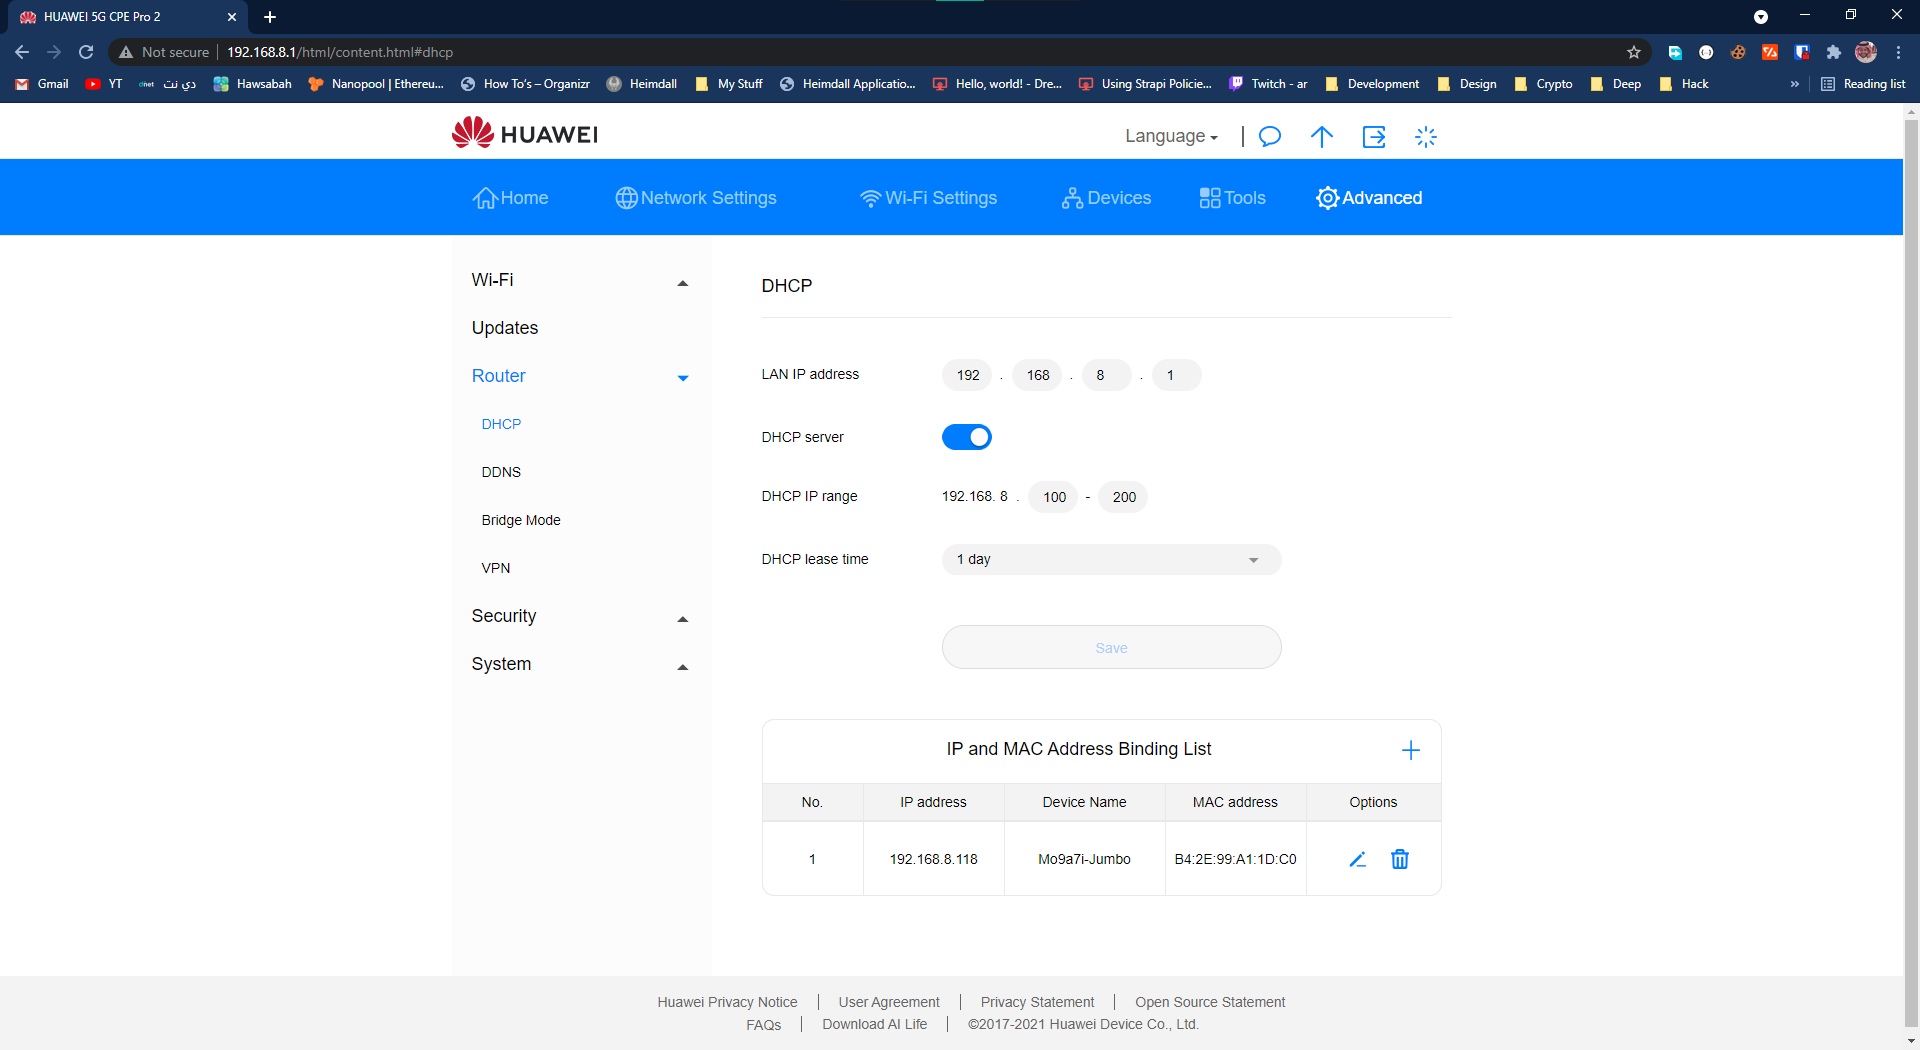 HUAWEI 5G CPE Pro 2
Not secure 192.168.8.1/html/content.html#dhcp
Gmail YT دي نت Hawsabah Nanopool | Ethereu... How To's – Organizr Heimdall My Stuff Heimdall Applicatio... Hello, world! - Dre... Using Strapi Policie... Twitch - ar Development Design Crypto Deep Hack » Reading list
HUAWEI
Language
Home Network Settings Wi-Fi Settings Devices Tools Advanced
Wi-Fi
Updates
Router
DHCP
DDNS
Bridge Mode
VPN
Security
System
DHCP
LAN IP address 192 . 168 . 8 . 1
DHCP server
DHCP IP range 192.168. 8 . 100 - 200
DHCP lease time 1 day
Save
IP and MAC Address Binding List
No. IP address Device Name MAC address Options
1 192.168.8.118 Mo9a7i-Jumbo B4:2E:99:A1:1D:C0
Huawei Privacy Notice User Agreement Privacy Statement Open Source Statement
FAQs Download AI Life ©2017-2021 Huawei Device Co., Ltd.